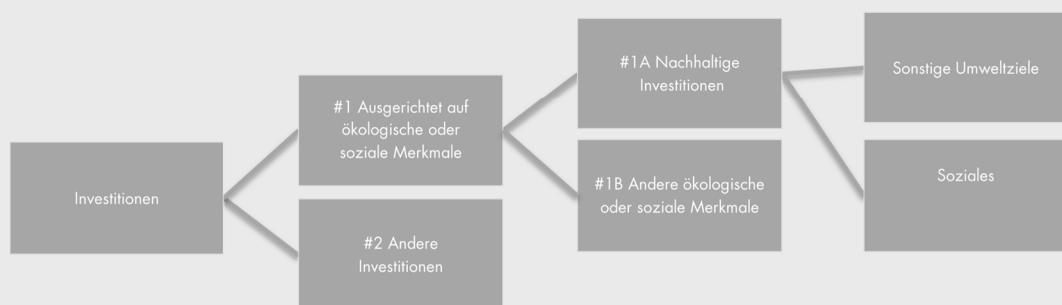 Investitionen
#1 Ausgerichtet auf
ökologische oder
soziale Merkmale
#2 Andere
Investitionen
#1A Nachhaltige
Investitionen
#1B Andere ökologische
oder soziale Merkmale
Sonstige Umweltziele
Soziales